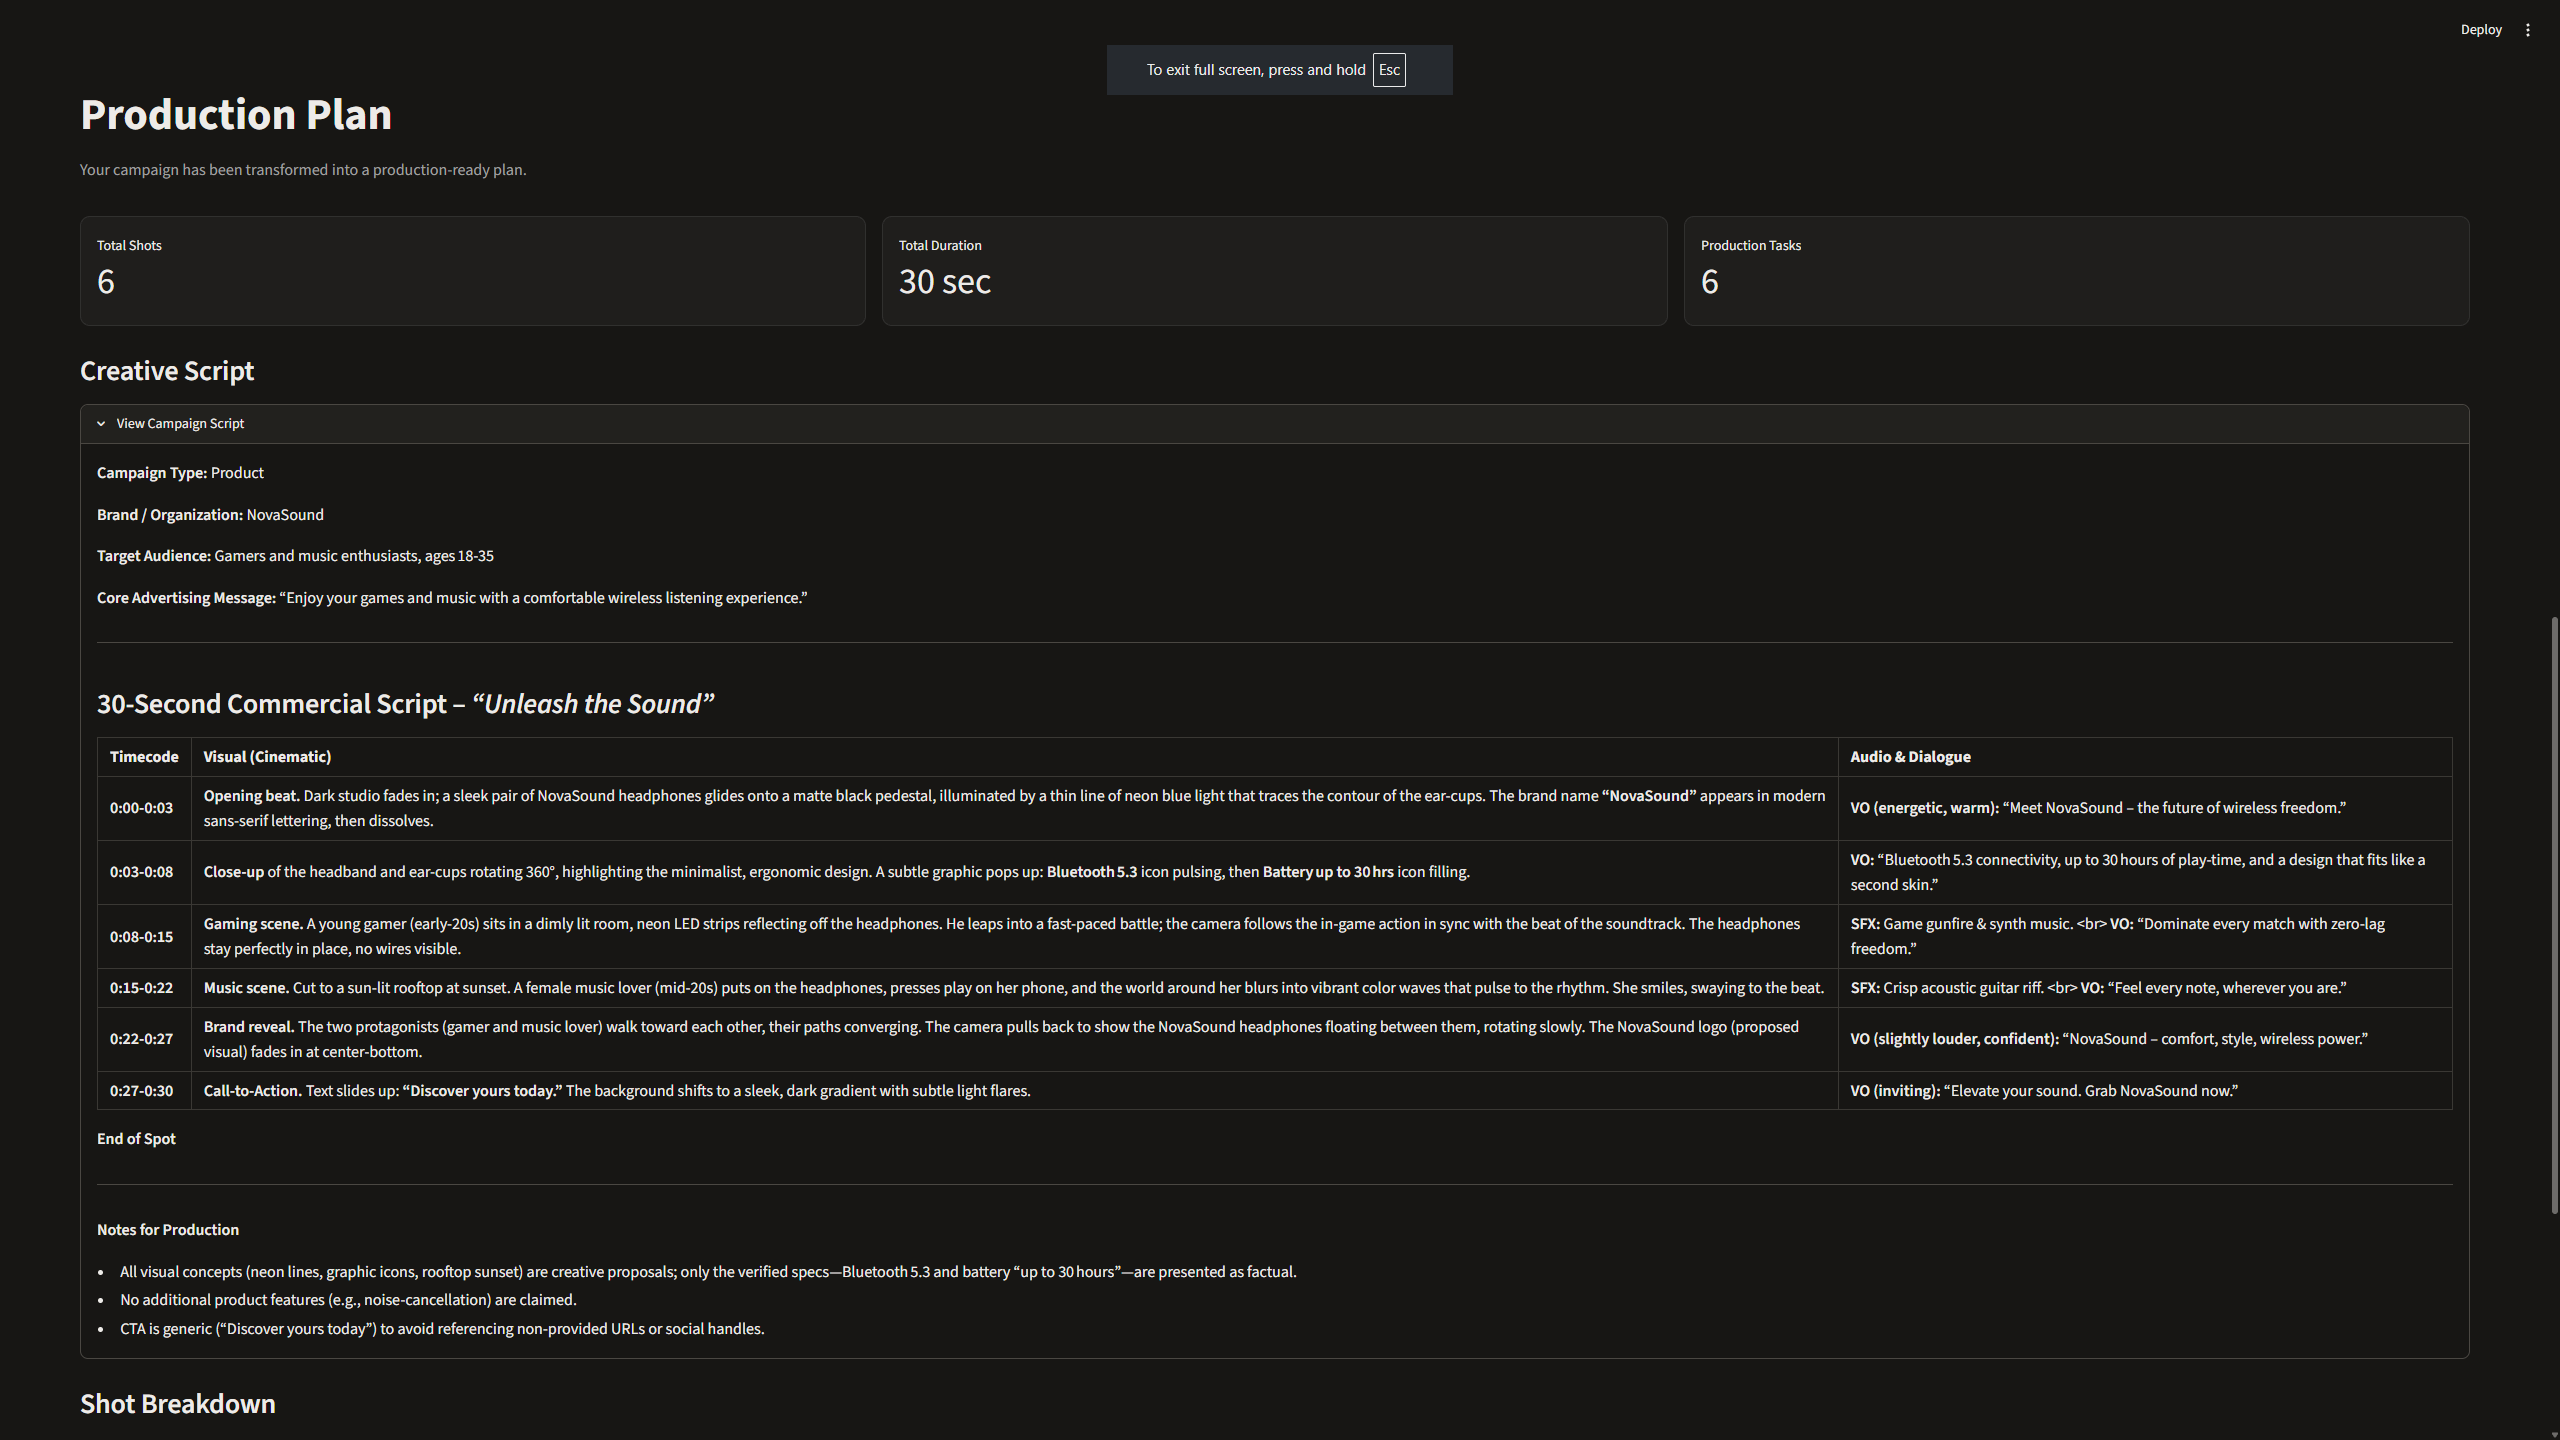 Deploy
To exit full screen, press and hold Esc
Production Plan
Your campaign has been transformed into a production-ready plan.
Total Shots
6
Total Duration
30 sec
Production Tasks
6
Creative Script
View Campaign Script
Campaign Type: Product
Brand / Organization: NovaSound
Target Audience: Gamers and music enthusiasts, ages 18-35
Core Advertising Message: “Enjoy your games and music with a comfortable wireless listening experience.”
30-Second Commercial Script – “Unleash the Sound”
Timecode
Visual (Cinematic)
Audio & Dialogue
0:00-0:03
Opening beat. Dark studio fades in; a sleek pair of NovaSound headphones glides onto a matte black pedestal, illuminated by a thin line of neon blue light that traces the contour of the ear-cups. The brand name “NovaSound” appears in modern
sans-serif lettering, then dissolves.
VO (energetic, warm): “Meet NovaSound – the future of wireless freedom.”
0:03-0:08
Close-up of the headband and ear-cups rotating 360°, highlighting the minimalist, ergonomic design. A subtle graphic pops up: Bluetooth 5.3 icon pulsing, then Battery up to 30 hrs icon filling.
VO: “Bluetooth 5.3 connectivity, up to 30 hours of play-time, and a design that fits like a
second skin.”
0:08-0:15
Gaming scene. A young gamer (early-20s) sits in a dimly lit room, neon LED strips reflecting off the headphones. He leaps into a fast-paced battle; the camera follows the in-game action in sync with the beat of the soundtrack. The headphones
stay perfectly in place, no wires visible.
SFX: Game gunfire & synth music. <br> VO: “Dominate every match with zero-lag
freedom.”
0:15-0:22
Music scene. Cut to a sun-lit rooftop at sunset. A female music lover (mid-20s) puts on the headphones, presses play on her phone, and the world around her blurs into vibrant color waves that pulse to the rhythm. She smiles, swaying to the beat.
SFX: Crisp acoustic guitar riff. <br> VO: “Feel every note, wherever you are.”
0:22-0:27
Brand reveal. The two protagonists (gamer and music lover) walk toward each other, their paths converging. The camera pulls back to show the NovaSound headphones floating between them, rotating slowly. The NovaSound logo (proposed
visual) fades in at center-bottom.
VO (slightly louder, confident): “NovaSound – comfort, style, wireless power.”
0:27-0:30
Call-to-Action. Text slides up: “Discover yours today.” The background shifts to a sleek, dark gradient with subtle light flares.
VO (inviting): “Elevate your sound. Grab NovaSound now.”
End of Spot
Notes for Production
• All visual concepts (neon lines, graphic icons, rooftop sunset) are creative proposals; only the verified specs—Bluetooth 5.3 and battery “up to 30 hours”—are presented as factual.
• No additional product features (e.g., noise-cancellation) are claimed.
• CTA is generic (“Discover yours today”) to avoid referencing non-provided URLs or social handles.
Shot Breakdown